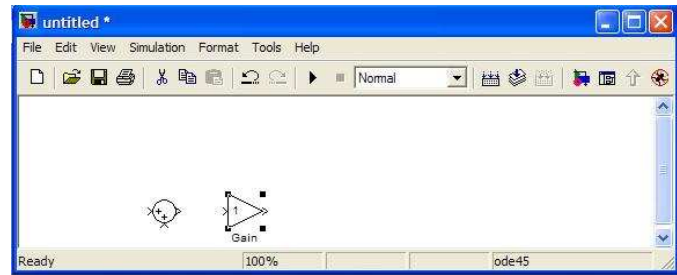 untitled *
File Edit View Simulation Format Tools Help
Normal
1
Gain
Ready 100% ode45